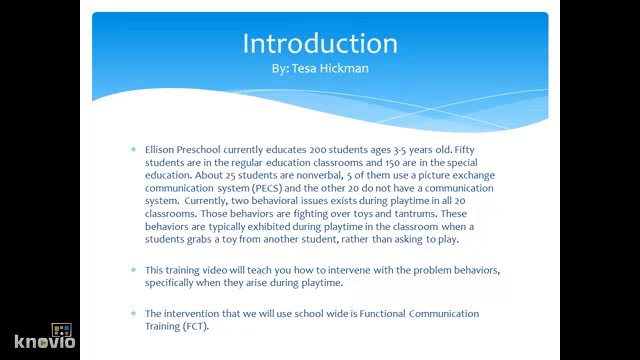 Introduction
By: Tesa Hickman
Ellison Preschool currently educates 200 students ages 3-5 years old. Fifty
students are in the regular education classrooms and 150 are in the special
education. About 25 students are nonverbal, 5 of them use a picture exchange
communication system (PECS) and the other 20 do not have a communication
system. Currently, two behavioral issues exists during playtime in all 20
classrooms. Those behaviors are fighting over toys and tantrums. These
behaviors are typically exhibited during playtime in the classroom when a
students grabs a toy from another student, rather than asking to play.
This training video will teach you how to intervene with the problem behaviors,
specifically when they arise during playtime.
The intervention that we will use school wide is Functional Communication
Training (FCT).
knovio